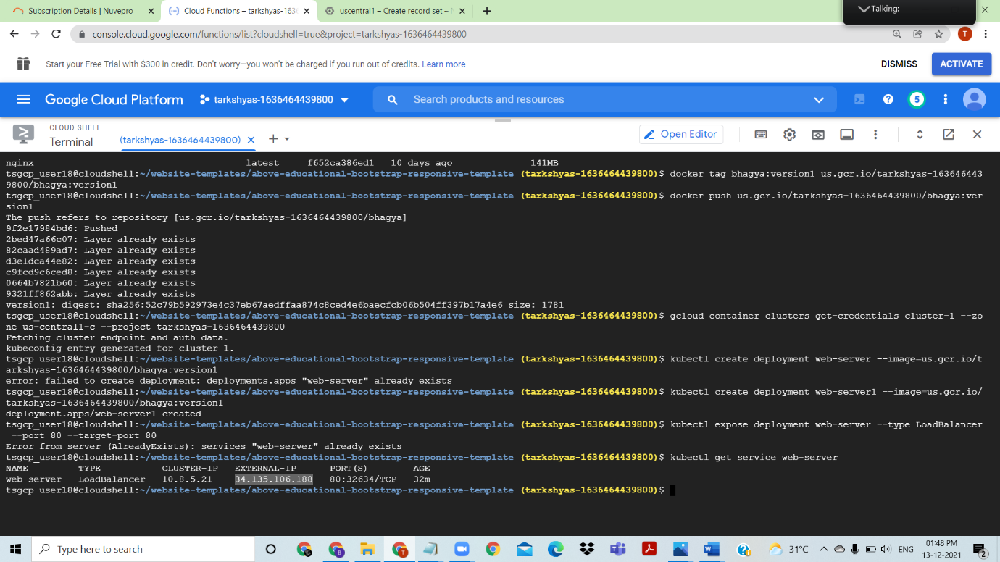 Subscription Details | Nuvepro
Cloud Functions – tarkshyas-163
uscentral1 – Create record set –
Talking:
console.cloud.google.com/functions/list?cloudshell=true&project=tarkshyas-1636464439800
T
Start your Free Trial with $300 in credit. Don't worry—you won't be charged if you run out of credits. Learn more
DISMISS
ACTIVATE
Google Cloud Platform
tarkshyas-1636464439800
Search products and resources
5
CLOUD SHELL
Terminal
(tarkshyas-1636464439800)
Open Editor
nginx latest f652ca386ed1 10 days ago 141MB
tsgcp_user18@cloudshell:~/website-templates/above-educational-bootstrap-responsive-template (tarkshyas-1636464439800)$ docker tag bhagya:version1 us.gcr.io/tarkshyas-163646443
9800/bhagya:version1
tsgcp_user18@cloudshell:~/website-templates/above-educational-bootstrap-responsive-template (tarkshyas-1636464439800)$ docker push us.gcr.io/tarkshyas-1636464439800/bhagya:ver
sion1
The push refers to repository [us.gcr.io/tarkshyas-1636464439800/bhagya]
9f2e17984bd6: Pushed
2bed47a66c07: Layer already exists
82caad489ad7: Layer already exists
d3e1dca44e82: Layer already exists
c9fcd9c6ced8: Layer already exists
0664b7821b60: Layer already exists
9321ff862abb: Layer already exists
version1: digest: sha256:52c79b592973e4c37eb67aedffaa874c8ced4e6baecfcb06b504ff397b17a4e6 size: 1781
tsgcp_user18@cloudshell:~/website-templates/above-educational-bootstrap-responsive-template (tarkshyas-1636464439800)$ gcloud container clusters get-credentials cluster-1 --zo
ne us-central1-c --project tarkshyas-1636464439800
Fetching cluster endpoint and auth data.
kubeconfig entry generated for cluster-1.
tsgcp_user18@cloudshell:~/website-templates/above-educational-bootstrap-responsive-template (tarkshyas-1636464439800)$ kubectl create deployment web-server --image=us.gcr.io/t
arkshyas-1636464439800/bhagya:version1
error: failed to create deployment: deployments.apps "web-server" already exists
tsgcp_user18@cloudshell:~/website-templates/above-educational-bootstrap-responsive-template (tarkshyas-1636464439800)$ kubectl create deployment web-server1 --image=us.gcr.io/
tarkshyas-1636464439800/bhagya:version1
deployment.apps/web-server1 created
tsgcp_user18@cloudshell:~/website-templates/above-educational-bootstrap-responsive-template (tarkshyas-1636464439800)$ kubectl expose deployment web-server --type LoadBalancer
--port 80 --target-port 80
Error from server (AlreadyExists): services "web-server" already exists
tsgcp_user18@cloudshell:~/website-templates/above-educational-bootstrap-responsive-template (tarkshyas-1636464439800)$ kubectl get service web-server
NAME TYPE CLUSTER-IP EXTERNAL-IP PORT(S) AGE
web-server LoadBalancer 10.8.5.21 34.135.106.188 80:32634/TCP 32m
tsgcp_user18@cloudshell:~/website-templates/above-educational-bootstrap-responsive-template (tarkshyas-1636464439800)$
Type here to search
31°C
ENG
01:48 PM
13-12-2021
2